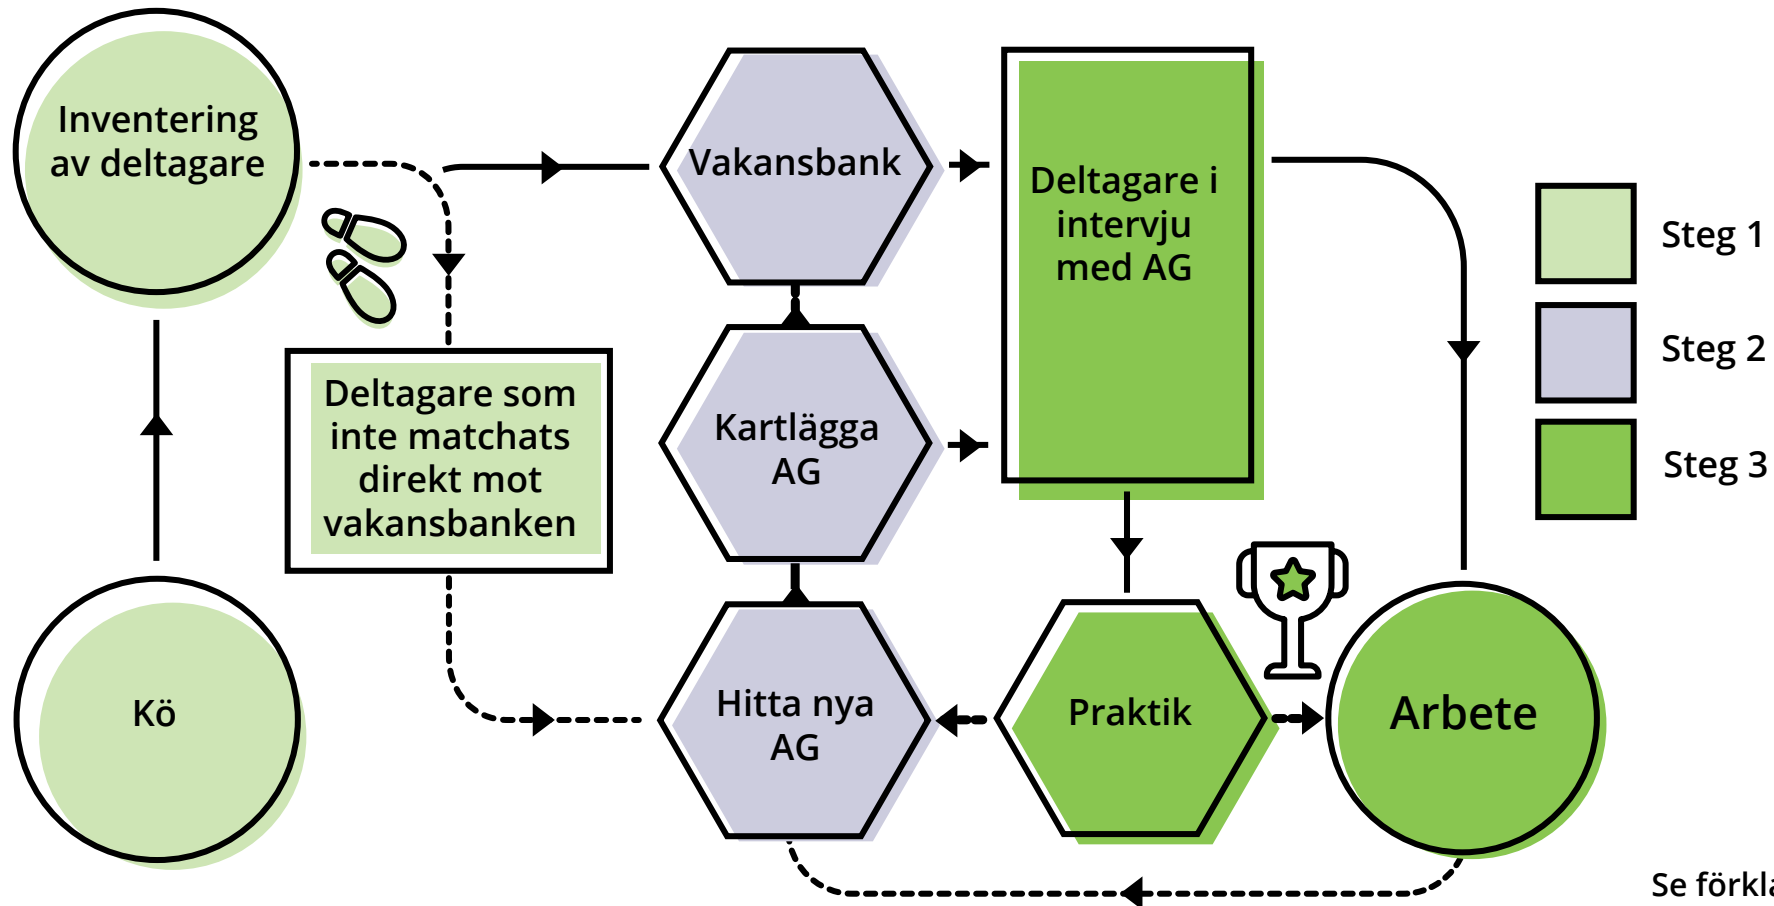 Inventering
av deltagare
Vakansbank
Deltagare i
intervju
med AG
Steg 1
Steg 2
Steg 3
Deltagare som
inte matchats
direkt mot
vakansbanken
Kartlägga
AG
Kö
Hitta nya
AG
Praktik
Arbete
Se